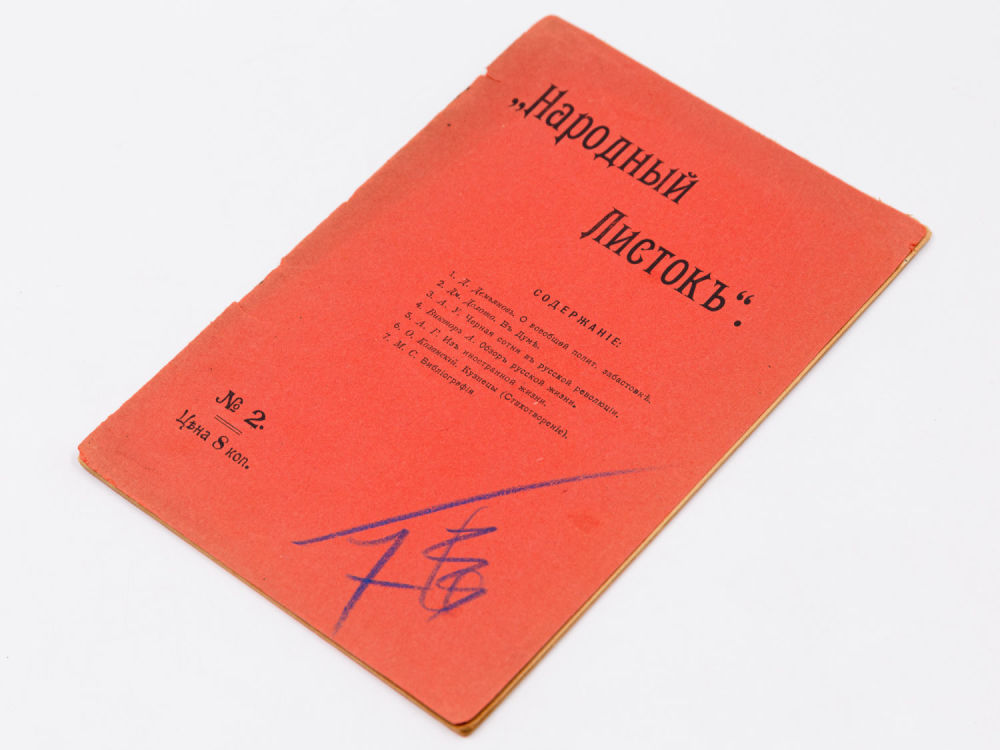 „Народный
Листокъ“.
СОДЕРЖАНІЕ:
1. Д. Демьяновъ. О всеобщей полит. забастовкѣ.
2. Дм. Долото. Въ Думѣ.
3. А. У. Черная сотня въ русской революціи.
4. Викторъ А. Обзоръ русской жизни.
5. А. Г. Изъ иностранной жизни.
6. О. Кузнецы (Стихотвореніе).
7. М. С. Библіографія
№ 2.
Цѣна 8 коп.